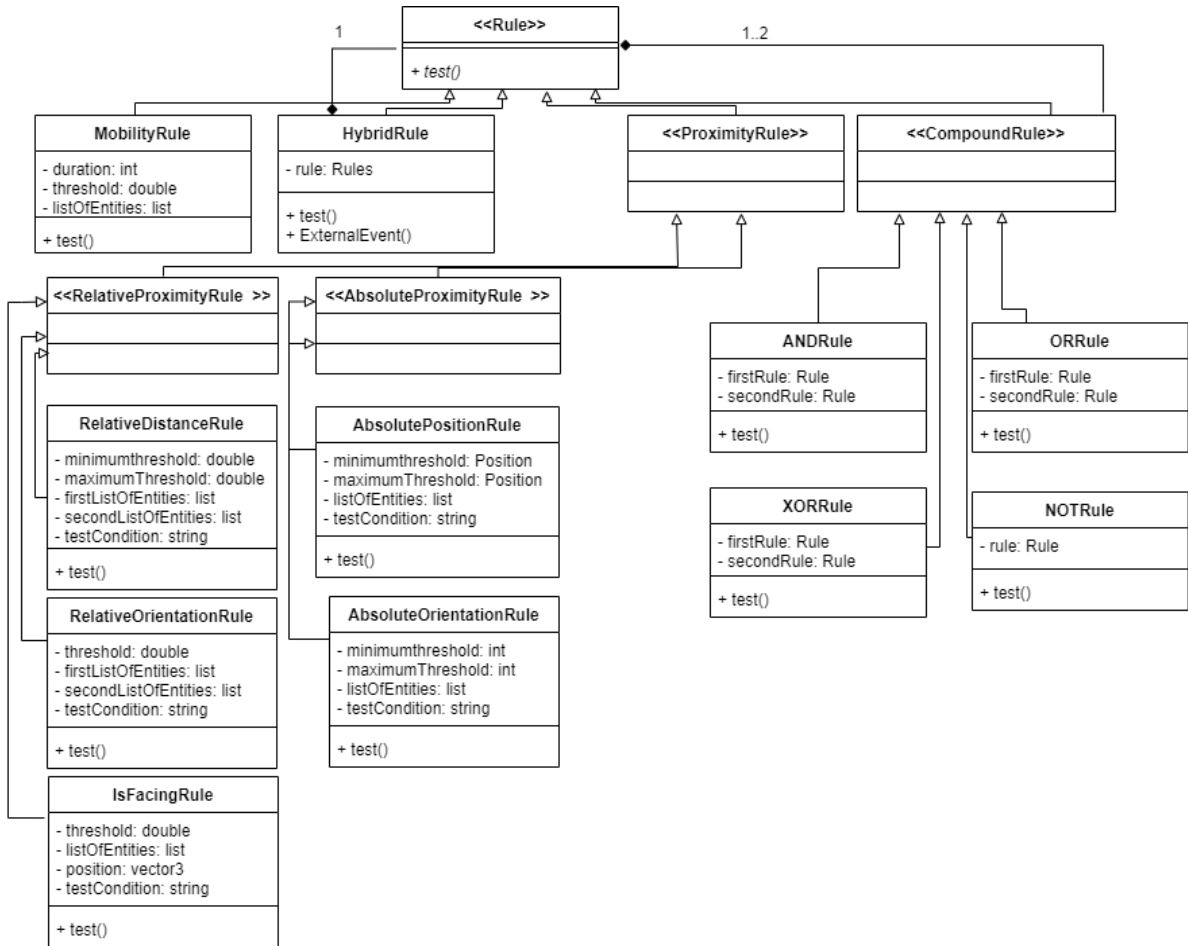 <<Rule>>
+ test()
1
1..2
MobilityRule
- duration: int
- threshold: double
- listOfEntities: list
+ test()
HybridRule
- rule: Rules
+ test()
+ ExternalEvent()
<<ProximityRule>>
<<CompoundRule>>
<<RelativeProximityRule >>
<<AbsoluteProximityRule >>
ANDRule
- firstRule: Rule
- secondRule: Rule
+ test()
ORRule
- firstRule: Rule
- secondRule: Rule
+ test()
RelativeDistanceRule
- minimumthreshold: double
- maximumThreshold: double
- firstListOfEntities: list
- secondListOfEntities: list
- testCondition: string
+ test()
AbsolutePositionRule
- minimumthreshold: Position
- maximumThreshold: Position
- listOfEntities: list
- testCondition: string
+ test()
XORRule
- firstRule: Rule
- secondRule: Rule
+ test()
NOTRule
- rule: Rule
+ test()
RelativeOrientationRule
- threshold: double
- firstListOfEntities: list
- secondListOfEntities: list
- testCondition: string
+ test()
AbsoluteOrientationRule
- minimumthreshold: int
- maximumThreshold: int
- listOfEntities: list
- testCondition: string
+ test()
IsFacingRule
- threshold: double
- listOfEntities: list
- position: vector3
- testCondition: string
+ test()